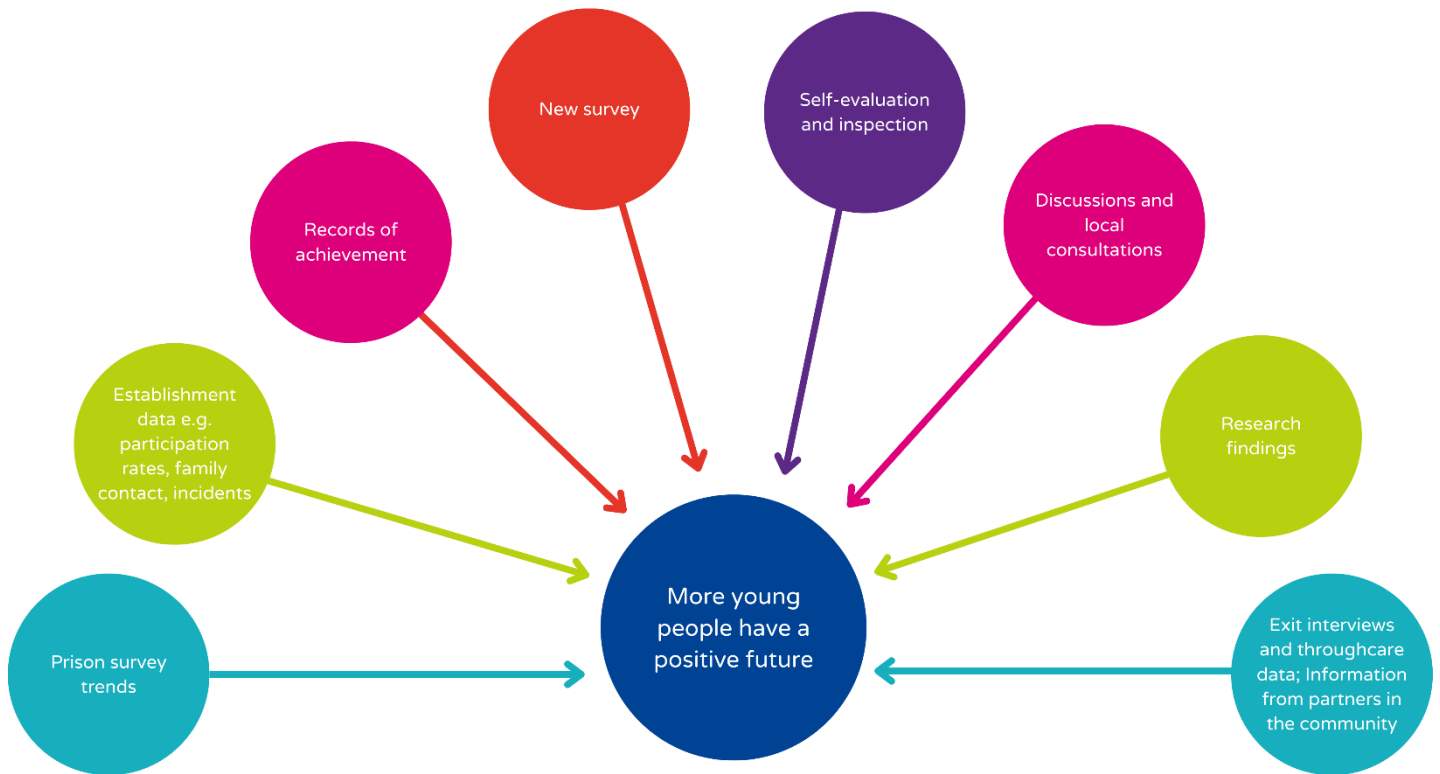 New survey
Self-evaluation
and inspection
Records of
achievement
Discussions and
local
consultations
Establishment
data e.g.
participation
rates, family
contact, incidents
Research
findings
Prison survey
trends
More young
people have a
positive future
Exit interviews
and throughcare
data; Information
from partners in
the community